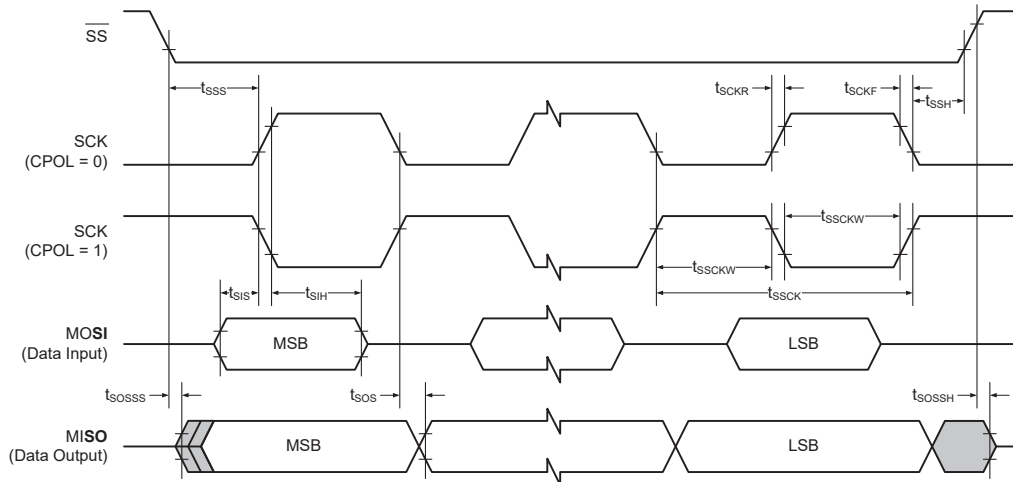 SS
tSSS
tSCKR
tSCKF
tSSH
SCK
(CPOL = 0)
SCK
(CPOL = 1)
tSSCKW
tSSCKW
tSSCK
tSIS
tSIH
MOSI
(Data Input)
MSB
LSB
tSOSSS
tSOS
tSOSSH
MISO
(Data Output)
MSB
LSB